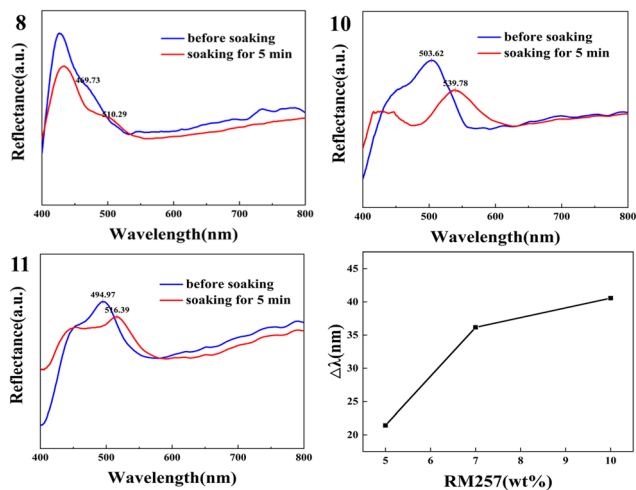 8
before soaking
soaking for 5 min
469.73
510.29
Reflectance(a.u.)
400 500 600 700 800
Wavelength(nm)
10
before soaking
soaking for 5 min
503.62
539.78
Reflectance(a.u.)
400 500 600 700 800
Wavelength(nm)
11
before soaking
soaking for 5 min
494.97
516.39
Reflectance(a.u.)
400 500 600 700 800
Wavelength(nm)
45
40
35
30
25
20
△λ(nm)
5 6 7 8 9 10
RM257(wt%)